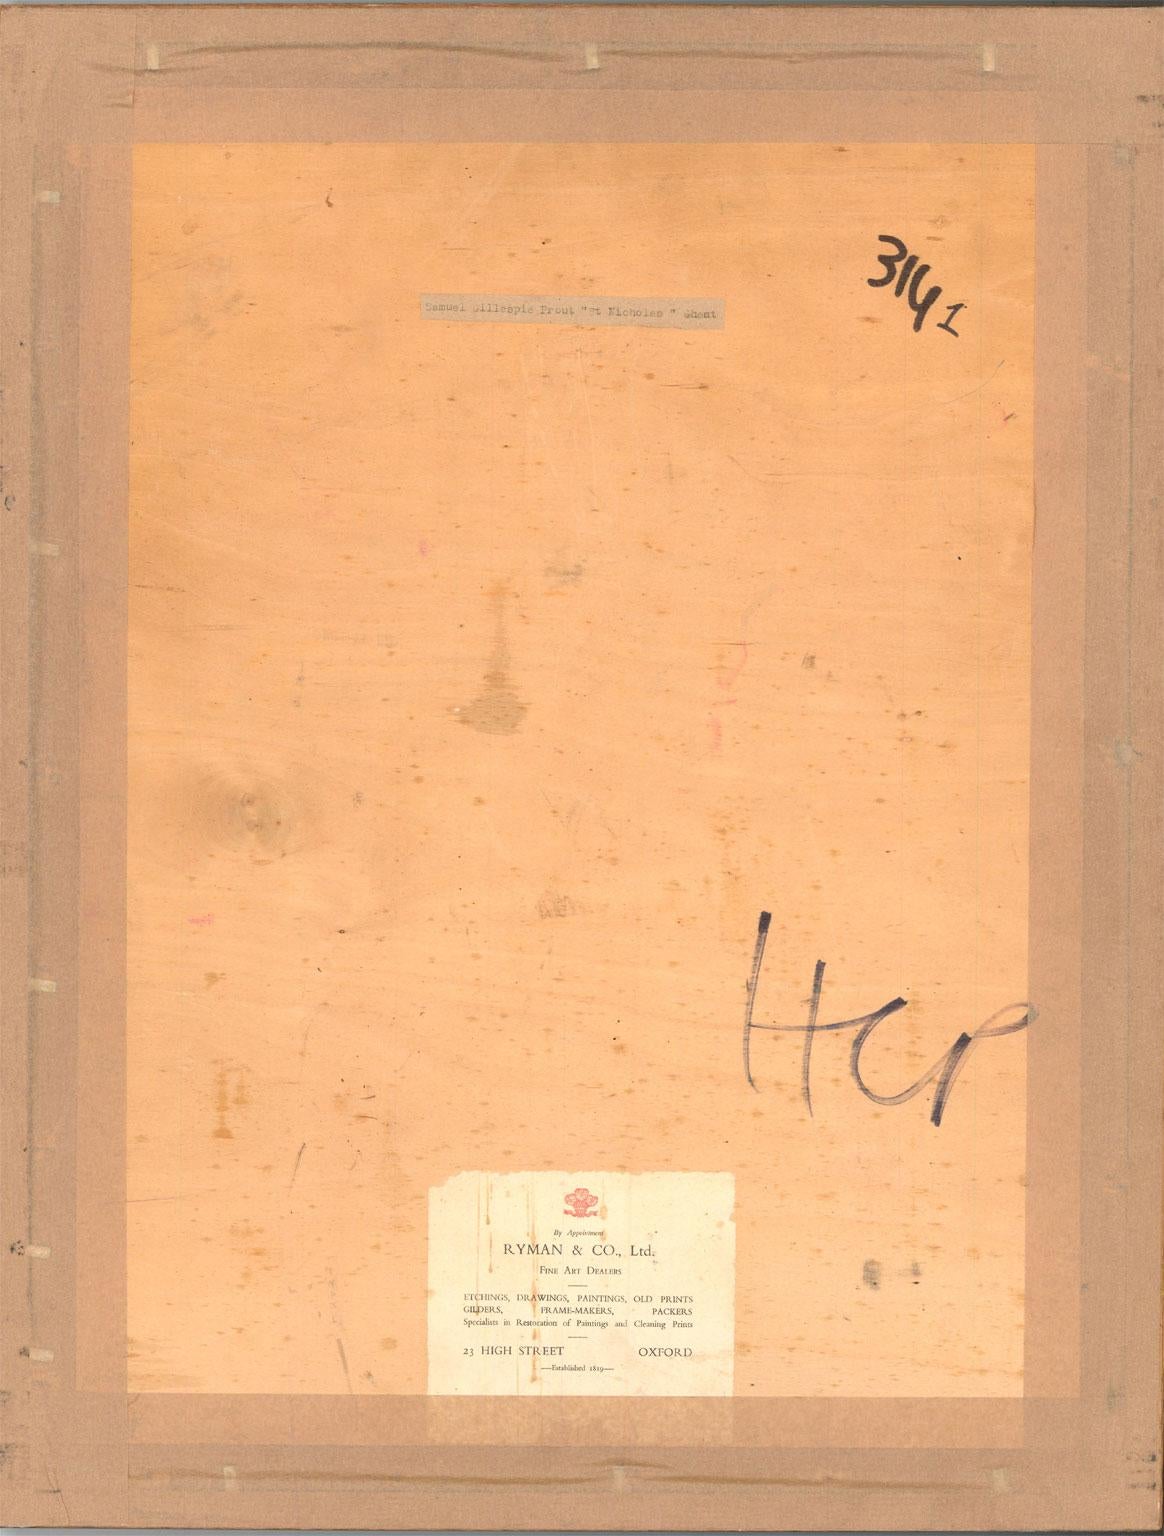 3141
Samuel Gillespie Prout "St Nicholas " Ghent
HCP
By Appointment
RYMAN & CO., Ltd.
FINE ART DEALERS
ETCHINGS, DRAWINGS, PAINTINGS, OLD PRINTS
GILDERS, FRAME-MAKERS, PACKERS
Specialists in Restoration of Paintings and Cleaning Prints
23 HIGH STREET OXFORD
—Established 1819—